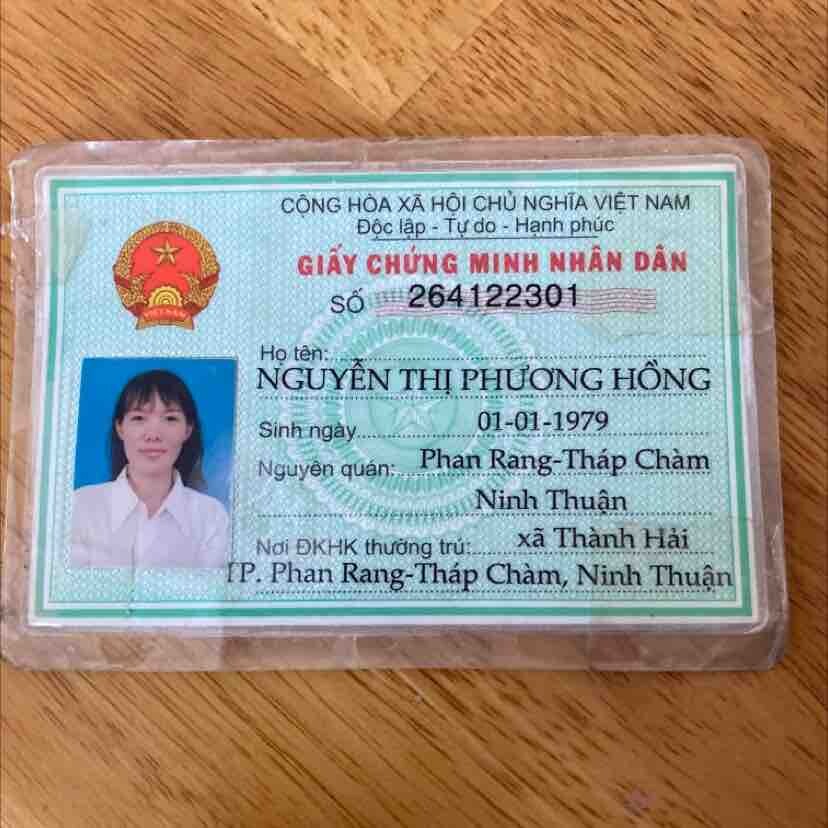 CỘNG HÒA XÃ HỘI CHỦ NGHĨA VIỆT NAM
Độc lập - Tự do - Hạnh phúc
GIẤY CHỨNG MINH NHÂN DÂN
SỐ 264122301
VIỆT NAM
Họ tên:
NGUYỄN THỊ PHƯƠNG HỒNG
Sinh ngày 01-01-1979
Nguyên quán: Phan Rang-Tháp Chàm
Ninh Thuận
Nơi ĐKHK thường trú: xã Thành Hải
TP. Phan Rang-Tháp Chàm, Ninh Thuận